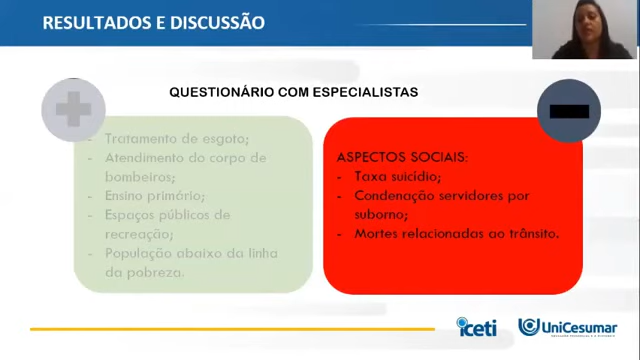 RESULTADOS E DISCUSSÃO
QUESTIONÁRIO COM ESPECIALISTAS
- Tratamento de esgoto;
- Atendimento do corpo de
bombeiros;
- Ensino primário;
- Espaços públicos de
recreação;
- População abaixo da linha
da pobreza.
ASPECTOS SOCIAIS:
- Taxa suicídio;
- Condenação servidores por
suborno;
- Mortes relacionadas ao trânsito.
iceti
UniCesumar